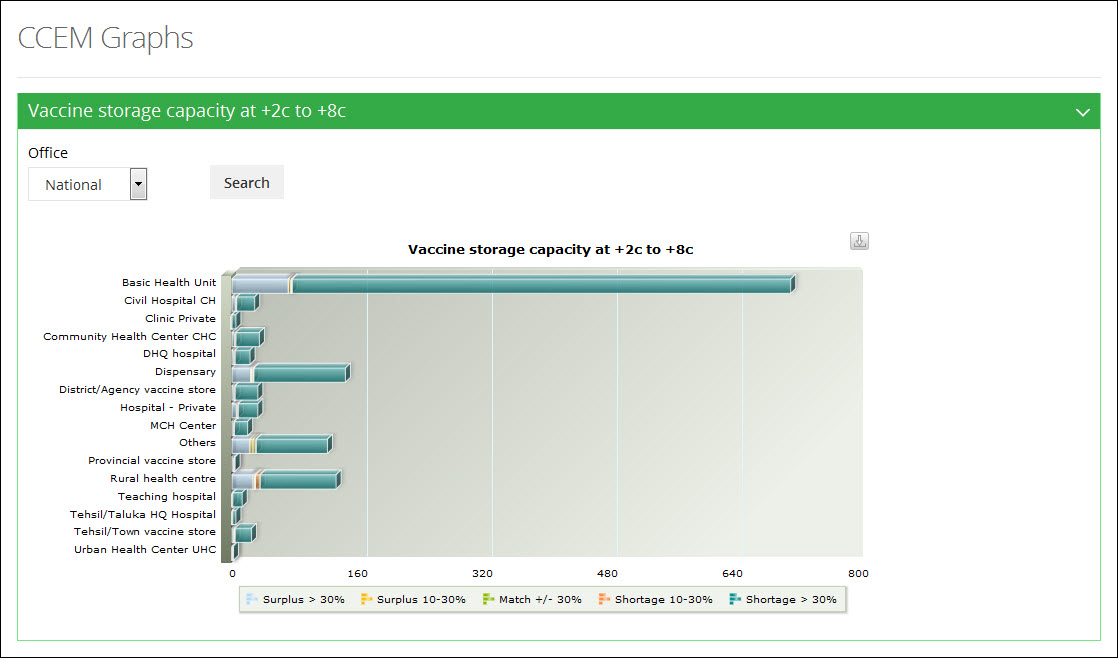 CCEM Graphs
Vaccine storage capacity at +2c to +8c
Office
National
Search
Vaccine storage capacity at +2c to +8c
Basic Health Unit
Civil Hospital CH
Clinic Private
Community Health Center CHC
DHQ hospital
Dispensary
District/Agency vaccine store
Hospital - Private
MCH Center
Others
Provincial vaccine store
Rural health centre
Teaching hospital
Tehsil/Taluka HQ Hospital
Tehsil/Town vaccine store
Urban Health Center UHC
0 160 320 480 640 800
Surplus > 30% Surplus 10-30% Match +/- 30% Shortage 10-30% Shortage > 30%